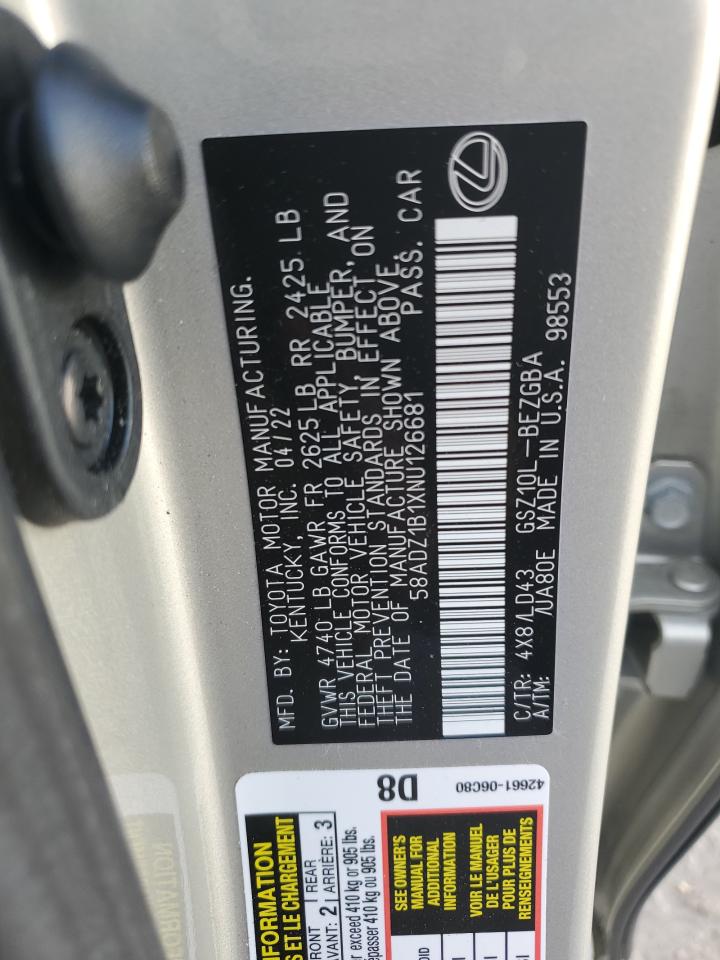 MFD. BY: TOYOTA MOTOR MANUFACTURING.
KENTUCKY, INC. 04/22
GVWR 4740 LB GAWR FR 2625 LB RR 2425 LB
THIS VEHICLE CONFORMS TO ALL APPLICABLE
FEDERAL MOTOR VEHICLE SAFETY, BUMPER, AND
THEFT PREVENTION STANDARDS IN EFFECT ON
THE DATE OF MANUFACTURE SHOWN ABOVE.
58ADZ1B1XNU126681 PASS. CAR
C/TR: 4X8/LD43 GSZ10L-BEZGBA
A/TM: /UA80E MADE IN U.S.A. 98553
D8
42661-06C80
INFORMATION
S ET LE CHARGEMENT
RONT
REAR
AVANT: 2
ARRIÈRE: 3
r exceed 410 kg or 905 lbs.
épasser 410 kg ou 905 lbs.
SEE OWNER'S
MANUAL FOR
ADDITIONAL
INFORMATION
VOIR LE MANUEL
DE L'USAGER
POUR PLUS DE
RENSEIGNEMENTS